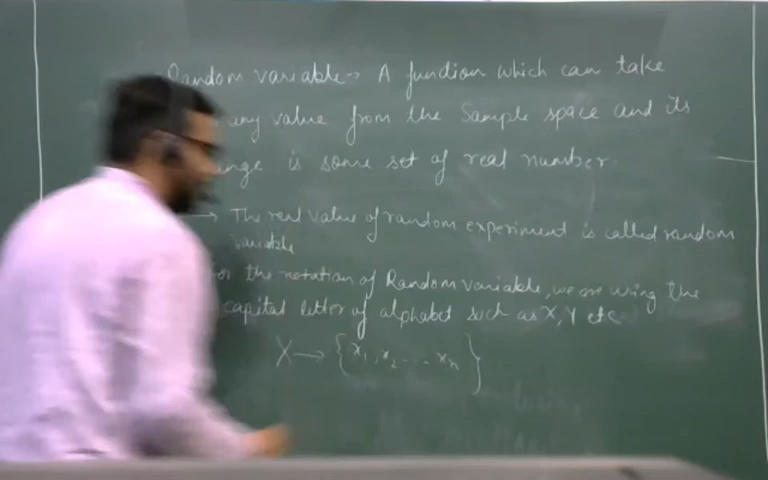 Random variable → A function which can take
any value from the Sample space and its
nge is some set of real number.
→ The real value of random experiment is called random
variable
or the notation of Random variable, we are using the
capital letter of alphabet such as X, Y etc
X → {x₁, x₂ ... xₙ}